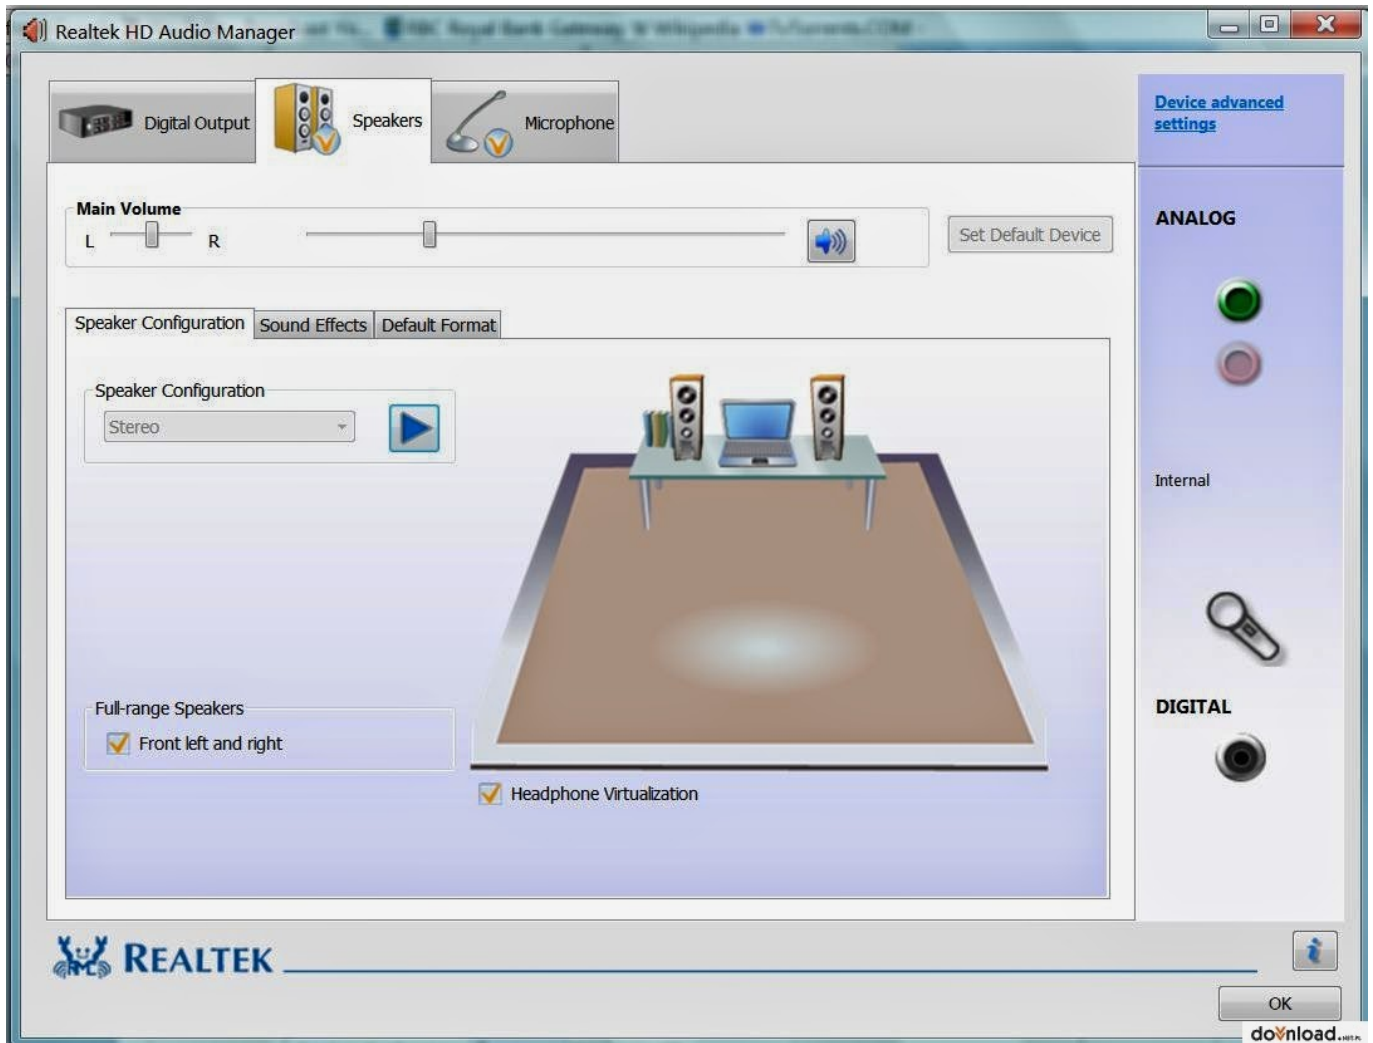 Realtek HD Audio Manager
Digital Output
Speakers
Microphone
Device advanced
settings
Main Volume
L
R
Set Default Device
ANALOG
Speaker Configuration
Sound Effects
Default Format
Speaker Configuration
Stereo
Internal
Full-range Speakers
Front left and right
DIGITAL
Headphone Virtualization
REALTEK
OK